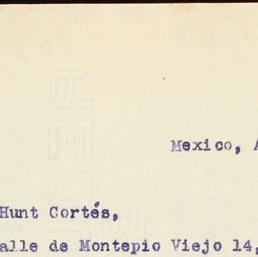 Mexico, A
Hunt Cortés,
alle de Montepio Viejo 14,